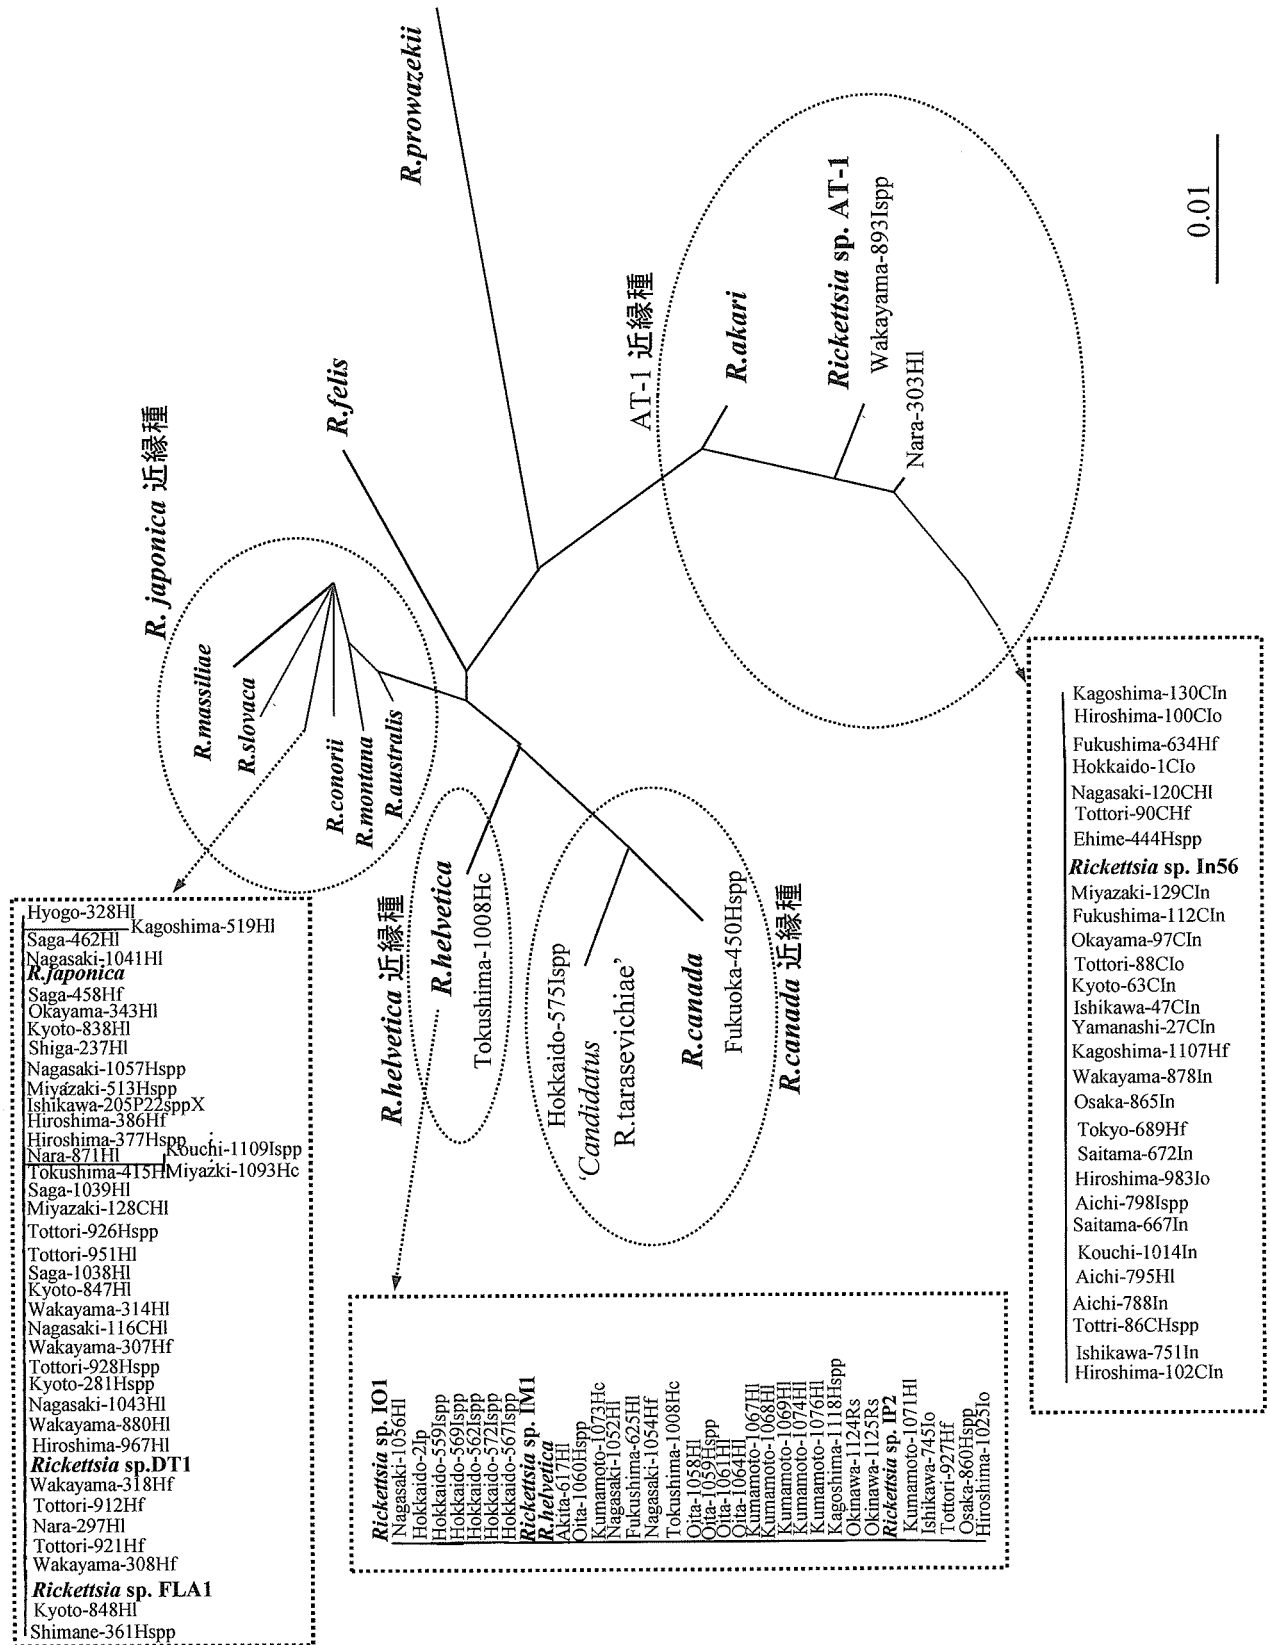 R.prowazekii
R.felis
R. japonica 近縁種
R.massiliae
R.slovaca
R.conorii
R.montana
R.australis
AT-1 近縁種
R.akari
Rickettsia sp. AT-1
Wakayama-893Ispp
Nara-303Hl
0.01
R.helvetica 近縁種
R.helvetica
Tokushima-1008Hc
Hokkaido-575Ispp
'Candidatus
R.tarasevichiae'
R.canada
Fukuoka-450Hspp
R.canada 近縁種
Hyogo-328Hl
Kagoshima-519Hl
Saga-462Hl
Nagasaki-1041Hl
R.japonica
Saga-458Hf
Okayama-343Hl
Kyoto-838Hl
Shiga-237Hl
Nagasaki-1057Hspp
Miyazaki-513Hspp
Ishikawa-205P22sppX
Hiroshima-386Hf
Hiroshima-377Hspp
Nara-871Hl
Kouchi-1109Ispp
Tokushima-415Hl
Miyazki-1093Hc
Saga-1039Hl
Miyazaki-128CHl
Tottori-926Hspp
Tottori-951Hl
Saga-1038Hl
Kyoto-847Hl
Wakayama-314Hl
Nagasaki-116CHl
Wakayama-307Hf
Tottori-928Hspp
Kyoto-281Hspp
Nagasaki-1043Hl
Wakayama-880Hl
Hiroshima-967Hl
Rickettsia sp.DT1
Wakayama-318Hf
Tottori-912Hf
Nara-297Hl
Tottori-921Hf
Wakayama-308Hf
Rickettsia sp. FLA1
Kyoto-848Hl
Shimane-361Hspp
Rickettsia sp. IO1
Nagasaki-1056Hl
Hokkaido-2Ip
Hokkaido-559Ispp
Hokkaido-569Ispp
Hokkaido-562Ispp
Hokkaido-572Ispp
Hokkaido-567Ispp
Rickettsia sp. IM1
R.helvetica
Akita-617Hl
Oita-1060Hspp
Kumamoto-1073Hc
Nagasaki-1052Hl
Fukushima-625Hl
Nagasaki-1054Hf
Tokushima-1008Hc
Oita-1058Hl
Oita-1059Hspp
Oita-1061Hl
Oita-1064Hl
Kumamoto-1067Hl
Kumamoto-1068Hl
Kumamoto-1069Hl
Kumamoto-1074Hl
Kumamoto-1076Hl
Kagoshima-1118Hspp
Okinawa-1124Rs
Okinawa-1125Rs
Rickettsia sp. IP2
Kumamoto-1071Hl
Ishikawa-745Io
Tottori-927Hf
Osaka-860Hspp
Hiroshima-1025Io
Kagoshima-130CIn
Hiroshima-100CIo
Fukushima-634Hf
Hokkaido-1CIo
Nagasaki-120CHl
Tottori-90CHf
Ehime-444Hspp
Rickettsia sp. In56
Miyazaki-129CIn
Fukushima-112CIn
Okayama-97CIn
Tottori-88CIo
Kyoto-63CIn
Ishikawa-47CIn
Yamanashi-27CIn
Kagoshima-1107Hf
Wakayama-878In
Osaka-865In
Tokyo-689Hf
Saitama-672In
Hiroshima-983Io
Aichi-798Ispp
Saitama-667In
Kouchi-1014In
Aichi-795Hl
Aichi-788In
Tottri-86CHspp
Ishikawa-751In
Hiroshima-102CIn